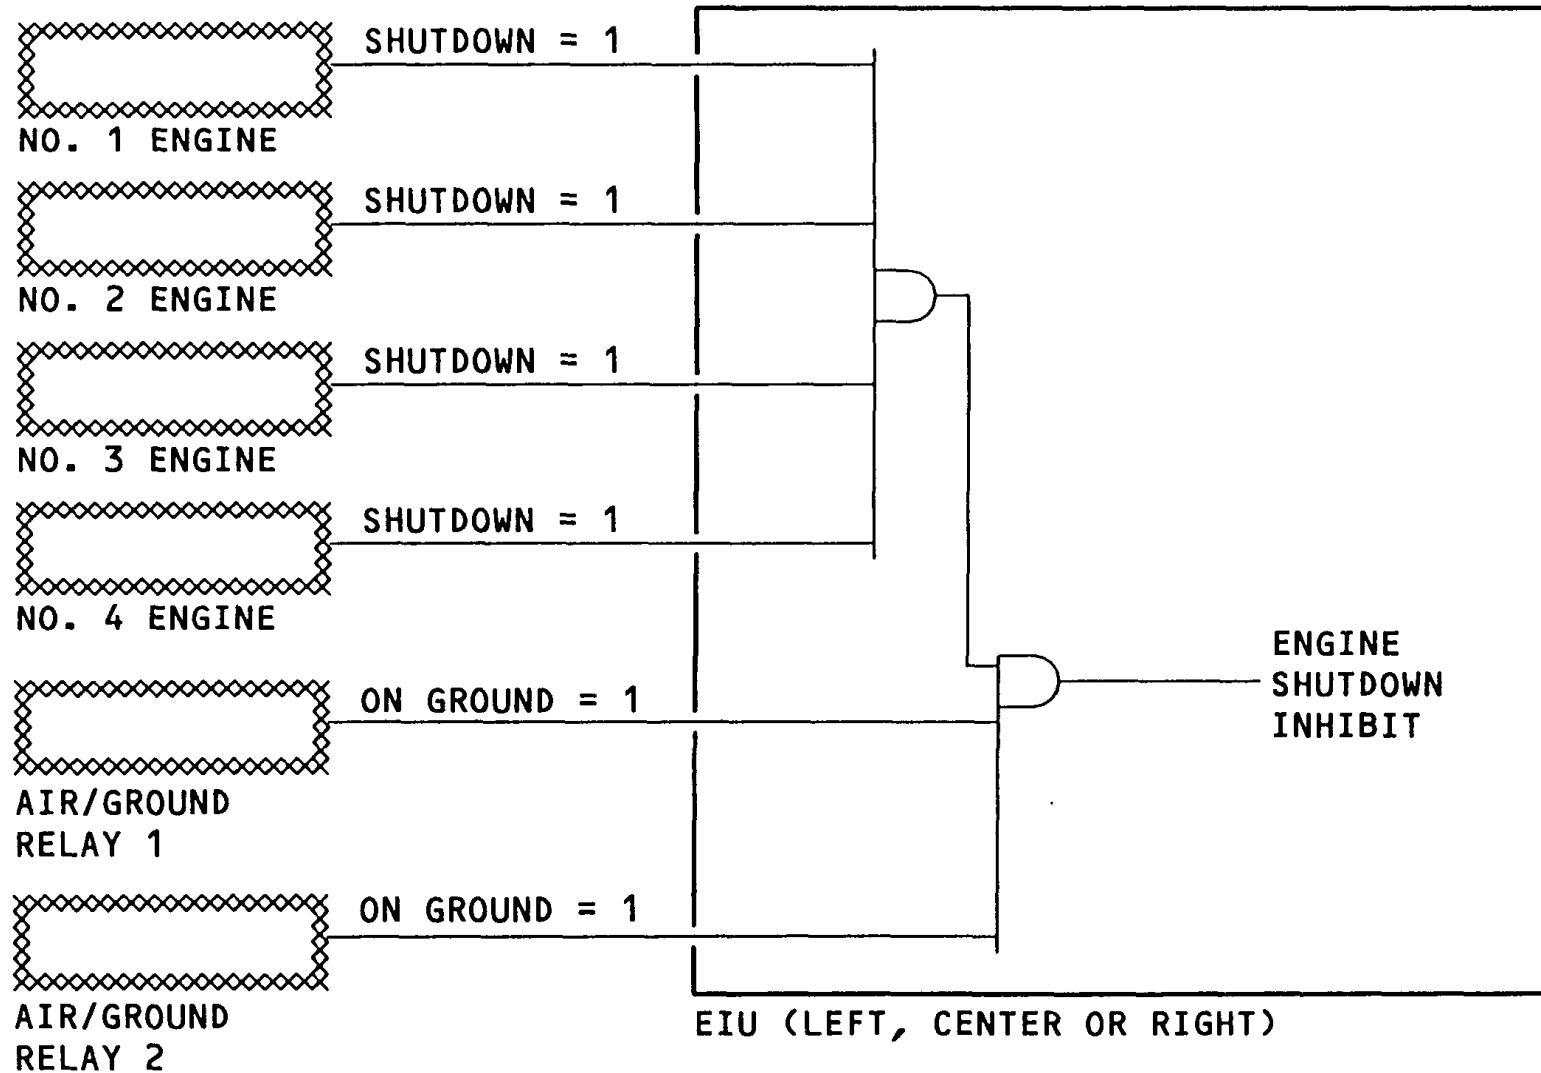 SHUTDOWN = 1
NO. 1 ENGINE
SHUTDOWN = 1
NO. 2 ENGINE
SHUTDOWN = 1
NO. 3 ENGINE
SHUTDOWN = 1
NO. 4 ENGINE
ON GROUND = 1
AIR/GROUND
RELAY 1
ON GROUND = 1
AIR/GROUND
RELAY 2
ENGINE
SHUTDOWN
INHIBIT
EIU (LEFT, CENTER OR RIGHT)